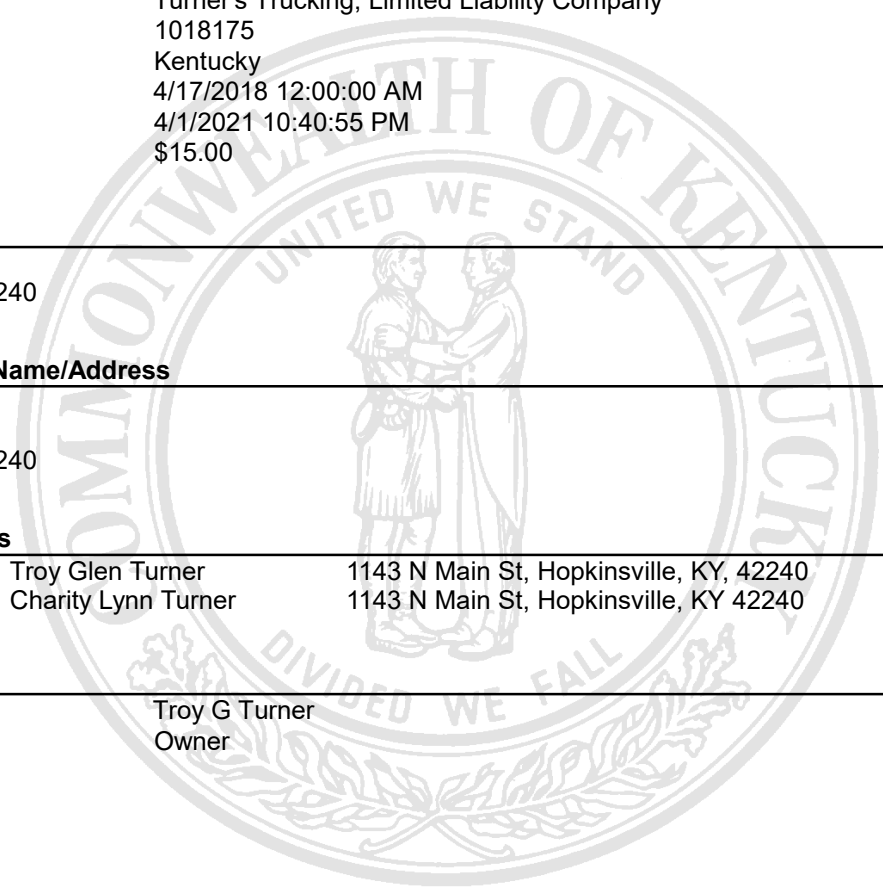 Turner's Trucking, Limited Liability Company
1018175
Kentucky
4/17/2018 12:00:00 AM
4/1/2021 10:40:55 PM
$15.00
240
Name/Address
240
s
Troy Glen Turner 1143 N Main St, Hopkinsville, KY, 42240
Charity Lynn Turner 1143 N Main St, Hopkinsville, KY 42240
Troy G Turner
Owner
COMMONWEALTH OF KENTUCKY
UNITED WE STAND
DIVIDED WE FALL